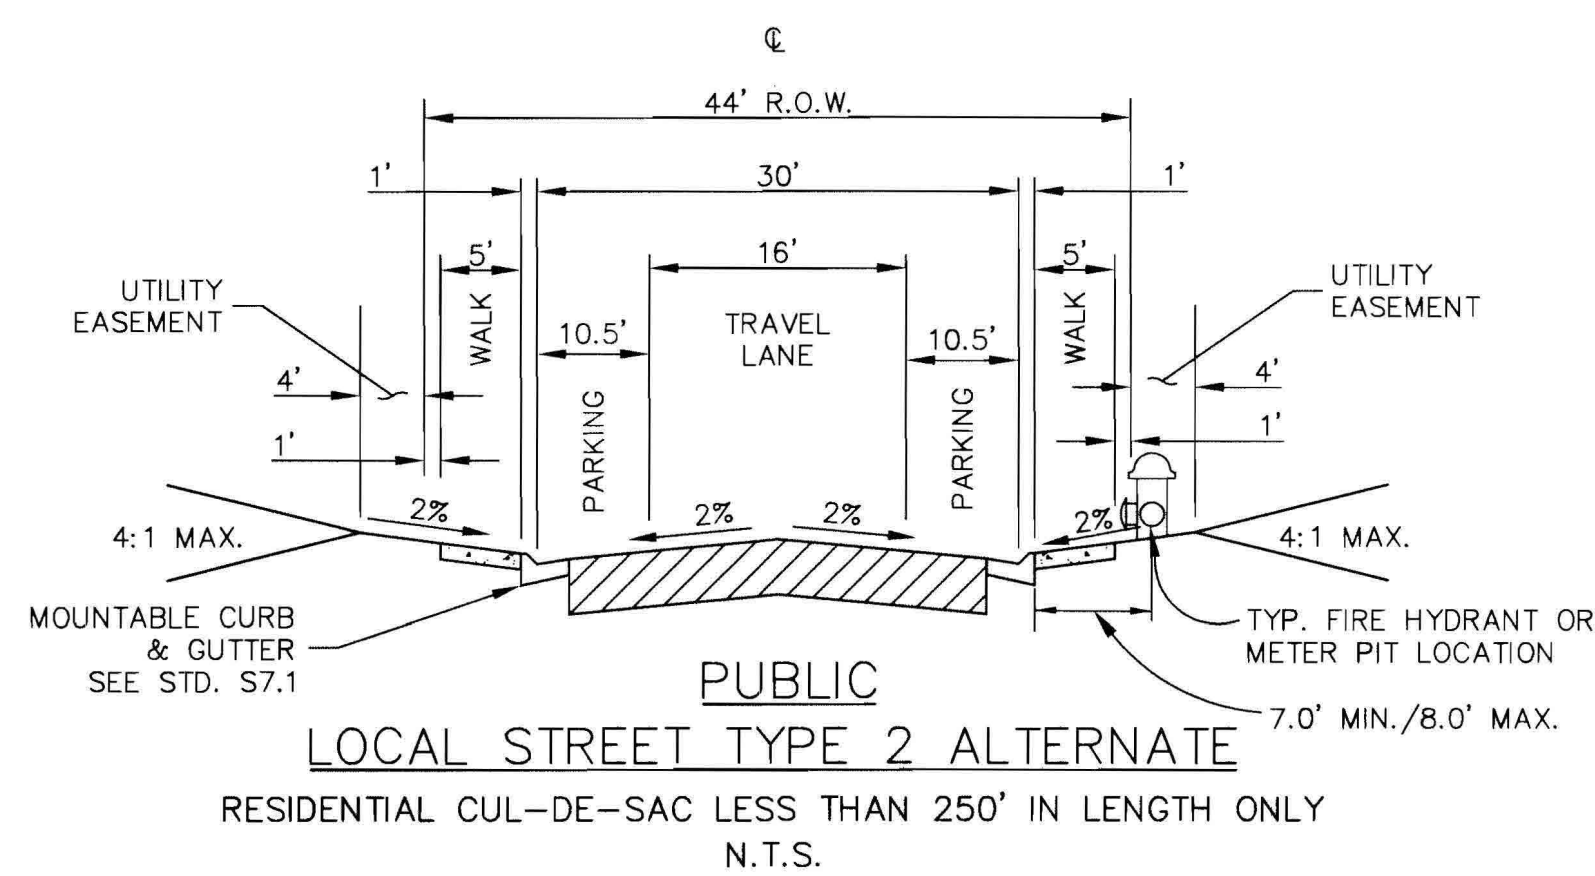 ℄
44' R.O.W.
1'
30'
1'
5'
16'
5'
UTILITY
EASEMENT
WALK
TRAVEL
LANE
WALK
UTILITY
EASEMENT
10.5'
10.5'
4'
4'
PARKING
PARKING
1'
1'
2%
2%
2%
2%
4:1 MAX.
4:1 MAX.
MOUNTABLE CURB
& GUTTER
SEE STD. S7.1
TYP. FIRE HYDRANT OR
METER PIT LOCATION
7.0' MIN./8.0' MAX.
PUBLIC
LOCAL STREET TYPE 2 ALTERNATE
RESIDENTIAL CUL-DE-SAC LESS THAN 250' IN LENGTH ONLY
N.T.S.